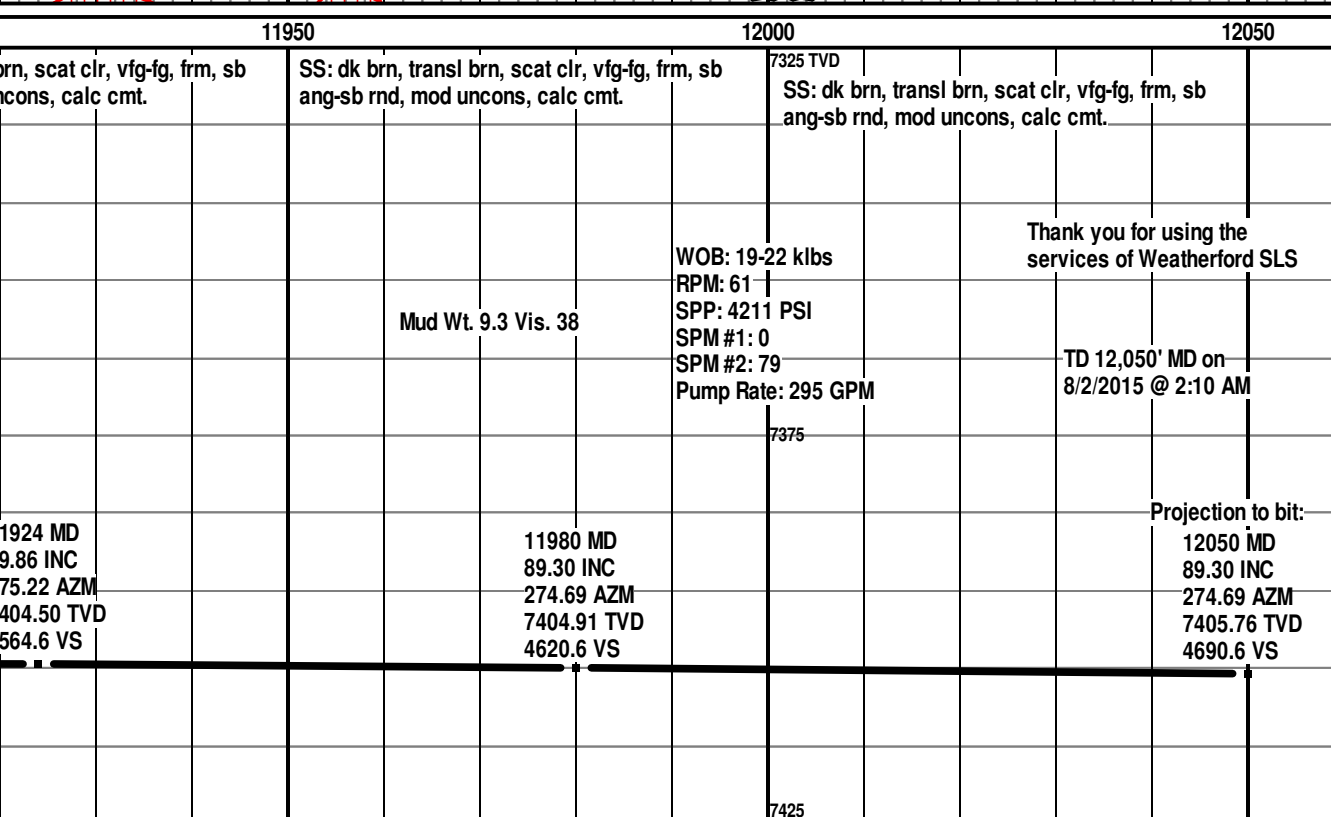 11950 12000 12050
brn, scat clr, vfg-fg, frm, sb
ncons, calc cmt.
SS: dk brn, transl brn, scat clr, vfg-fg, frm, sb
ang-sb rnd, mod uncons, calc cmt.
7325 TVD
SS: dk brn, transl brn, scat clr, vfg-fg, frm, sb
ang-sb rnd, mod uncons, calc cmt.
Thank you for using the
services of Weatherford SLS
WOB: 19-22 klbs
RPM: 61
SPP: 4211 PSI
SPM #1: 0
SPM #2: 79
Pump Rate: 295 GPM
Mud Wt. 9.3 Vis. 38
TD 12,050' MD on
8/2/2015 @ 2:10 AM
7375
1924 MD
9.86 INC
75.22 AZM
404.50 TVD
564.6 VS
11980 MD
89.30 INC
274.69 AZM
7404.91 TVD
4620.6 VS
Projection to bit:
12050 MD
89.30 INC
274.69 AZM
7405.76 TVD
4690.6 VS
7425